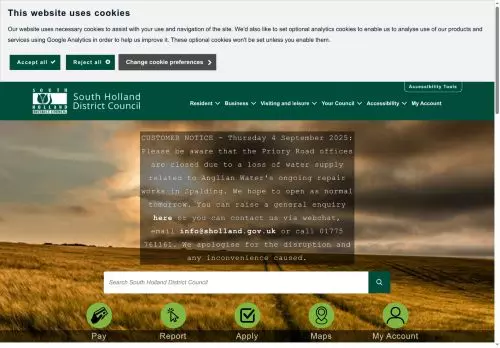 This website uses cookies
Our website uses necessary cookies to assist with your use and navigation of the site. We'd also like to set optional analytics cookies to enable us to analyse use of our products
and services using Google Analytics in order to help us improve it. These optional cookies won't be set unless you enable them.
Accept all
Reject all
Change cookie preferences
Accessibility Tools
SOUTH
HOLLAND
DISTRICT COUNCIL
South Holland
District Council
Resident
Business
Visiting and leisure
Your Council
Accessibility
My Account
CUSTOMER NOTICE - Thursday 4 September 2025:
Please be aware that the Priory Road offices
are closed due to a loss of water supply
related to Anglian Water's ongoing repair
works in Spalding. We hope to open as normal
tomorrow. You can raise a general enquiry
here or you can contact us via webchat,
email info@sholland.gov.uk or call 01775
761161. We apologise for the disruption and
any inconvenience caused.
Search South Holland District Council
Pay
Report
Apply
Maps
My Account